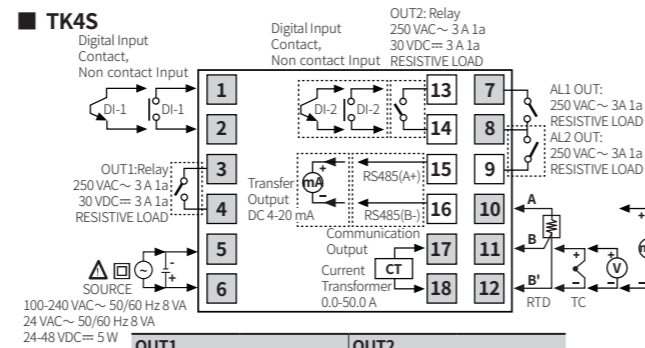 ■ TK4S
Digital Input
Contact,
Non contact Input
DI-1
DI-1
1
2
OUT1:Relay
250 VAC∼ 3 A 1a
30 VDC⎓ 3 A 1a
RESISTIVE LOAD
3
4
SOURCE
100-240 VAC∼ 50/60 Hz 8 VA
24 VAC∼ 50/60 Hz 8 VA
24-48 VDC⎓ 5 W
- +
5
6
Digital Input
Contact,
Non contact Input
DI-2
DI-2
OUT2: Relay
250 VAC∼ 3 A 1a
30 VDC⎓ 3 A 1a
RESISTIVE LOAD
13
14
Transfer
Output
DC 4-20 mA
+
mA
-
RS485(A+)
RS485(B-)
15
16
Communication
Output
Current
Transformer
0.0-50.0 A
CT
17
18
7
8
9
AL1 OUT:
250 VAC∼ 3A 1a
RESISTIVE LOAD
AL2 OUT:
250 VAC∼ 3A 1a
RESISTIVE LOAD
10
11
12
A
B
B'
RTD
+
-
TC
+
V
-
+
-
OUT1
OUT2